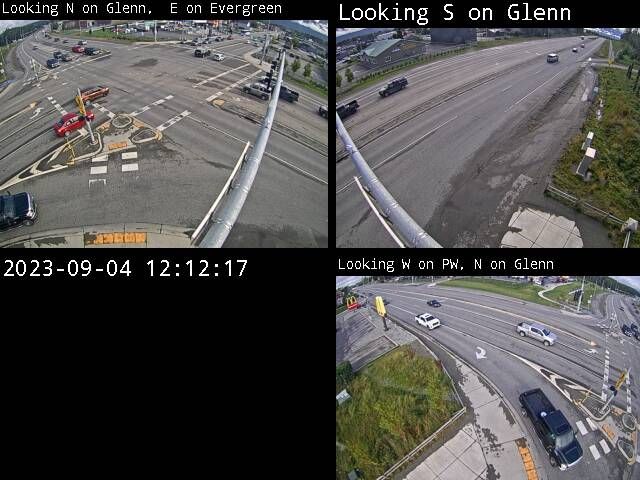 Looking N on Glenn, E on Evergreen
Looking S on Glenn
2023-09-04 12:12:17
Looking W on PW, N on Glenn